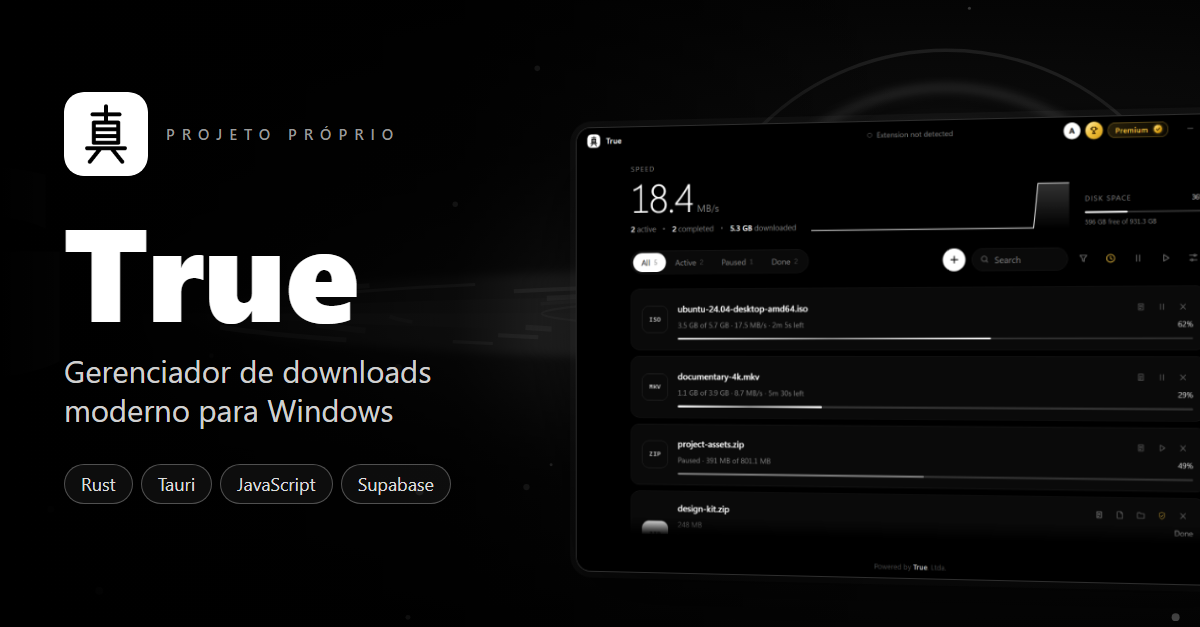 真
PROJETO PRÓPRIO
True
Gerenciador de downloads
moderno para Windows
Rust
Tauri
JavaScript
Supabase
True
Extension not detected
A
Premium
SPEED
18.4 MB/s
2 active • 2 completed • 5.3 GB downloaded
DISK SPACE
596 GB free of 931.3 GB
All 5
Active 2
Paused 1
Done 2
Search
ISO
ubuntu-24.04-desktop-amd64.iso
3.5 GB of 5.7 GB · 17.5 MB/s · 2m 5s left
62%
MKV
documentary-4k.mkv
1.1 GB of 3.9 GB · 8.7 MB/s · 5m 30s left
29%
ZIP
project-assets.zip
Paused · 391 MB of 801.1 MB
49%
design-kit.zip
248 MB
Done
Powered by True Ltda.